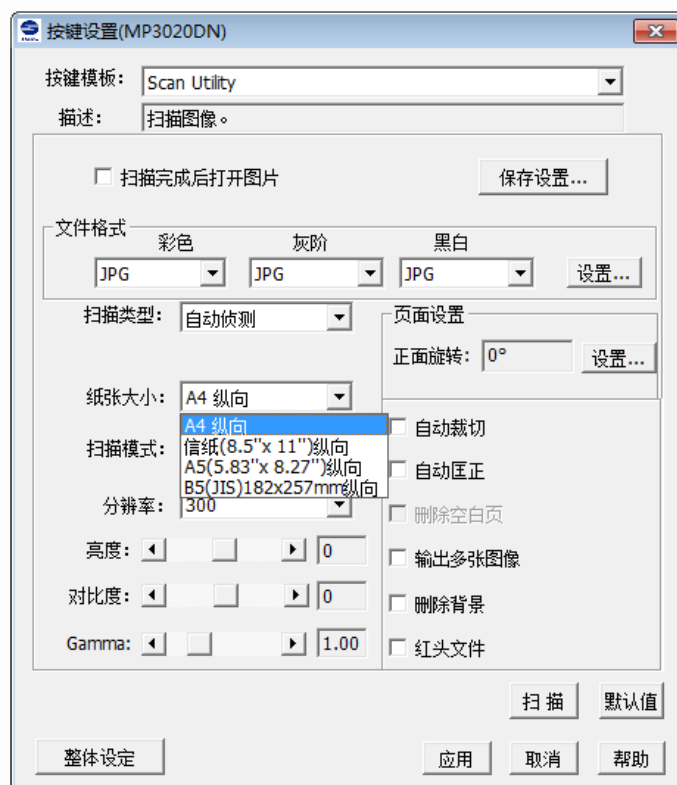 按键设置(MP3020DN)
按键模板: Scan Utility
描述: 扫描图像。
扫描完成后打开图片 保存设置...
文件格式
彩色 灰阶 黑白
JPG JPG JPG 设置...
扫描类型: 自动侦测 页面设置
正面旋转: 0° 设置...
纸张大小: A4 纵向
A4 纵向 自动裁切
扫描模式: 信纸(8.5"x 11")纵向
A5(5.83"x 8.27")纵向 自动匡正
B5(JIS)182x257mm纵向
分辨率: 300 删除空白页
亮度: 0 输出多张图像
对比度: 0 删除背景
Gamma: 1.00 红头文件
扫 描 默认值
整体设定 应用 取消 帮助